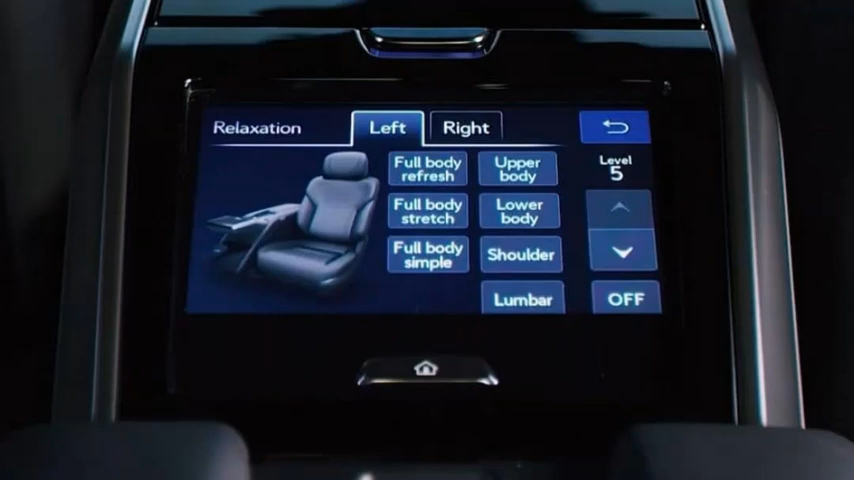 Relaxation
Left
Right
Full body
refresh
Upper
body
Level
5
Full body
stretch
Lower
body
Full body
simple
Shoulder
Lumbar
OFF